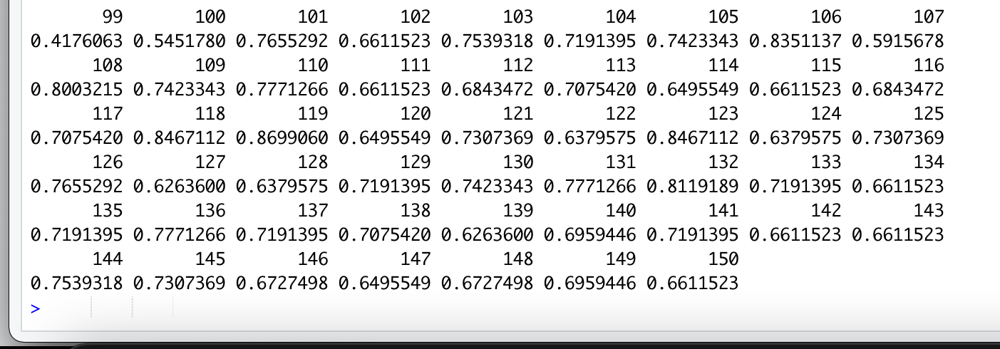 99 100 101 102 103 104 105 106 107
0.4176063 0.5451780 0.7655292 0.6611523 0.7539318 0.7191395 0.7423343 0.8351137 0.5915678
108 109 110 111 112 113 114 115 116
0.8003215 0.7423343 0.7771266 0.6611523 0.6843472 0.7075420 0.6495549 0.6611523 0.6843472
117 118 119 120 121 122 123 124 125
0.7075420 0.8467112 0.8699060 0.6495549 0.7307369 0.6379575 0.8467112 0.6379575 0.7307369
126 127 128 129 130 131 132 133 134
0.7655292 0.6263600 0.6379575 0.7191395 0.7423343 0.7771266 0.8119189 0.7191395 0.6611523
135 136 137 138 139 140 141 142 143
0.7191395 0.7771266 0.7191395 0.7075420 0.6263600 0.6959446 0.7191395 0.6611523 0.6611523
144 145 146 147 148 149 150
0.7539318 0.7307369 0.6727498 0.6495549 0.6727498 0.6959446 0.6611523
>